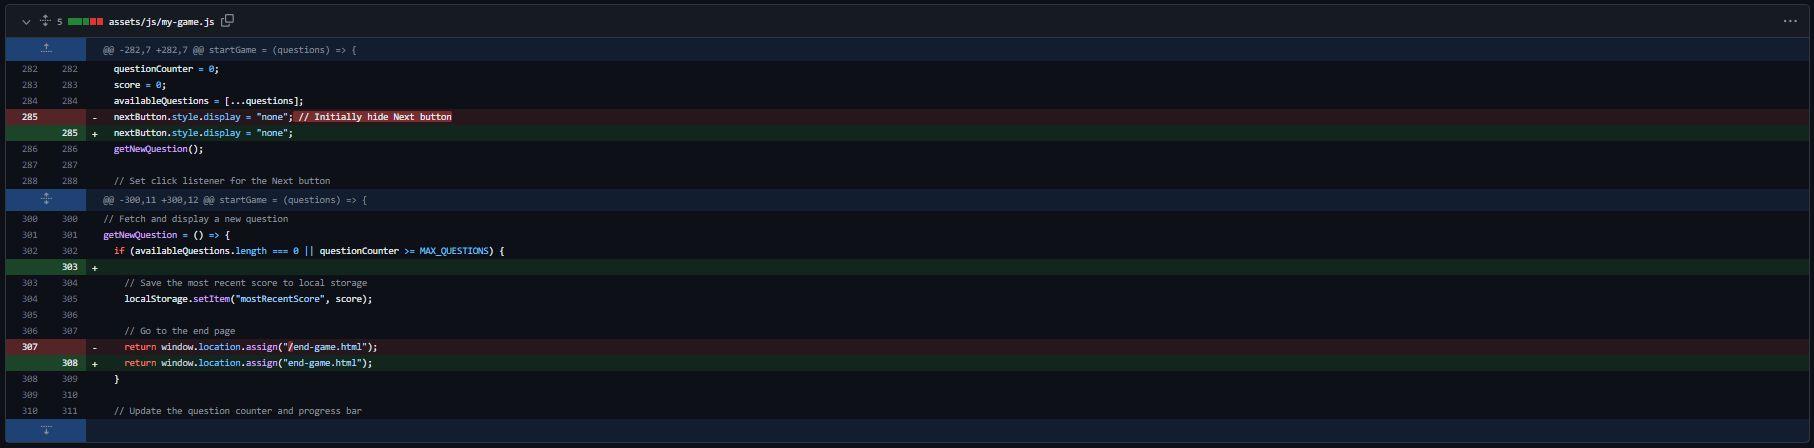 5 assets/js/my-game.js
@@ -282,7 +282,7 @@ startGame = (questions) => {
282 282 questionCounter = 0;
283 283 score = 0;
284 284 availableQuestions = [...questions];
285 - nextButton.style.display = "none"; // Initially hide Next button
285 + nextButton.style.display = "none";
286 286 getNewQuestion();
287 287
288 288 // Set click listener for the Next button
@@ -300,11 +300,12 @@ startGame = (questions) => {
300 300 // Fetch and display a new question
301 301 getNewQuestion = () => {
302 302 if (availableQuestions.length === 0 || questionCounter >= MAX_QUESTIONS) {
303 +
303 304 // Save the most recent score to local storage
304 305 localStorage.setItem("mostRecentScore", score);
305 306
306 307 // Go to the end page
307 - return window.location.assign("/end-game.html");
308 + return window.location.assign("end-game.html");
308 309 }
309 310
310 311 // Update the question counter and progress bar